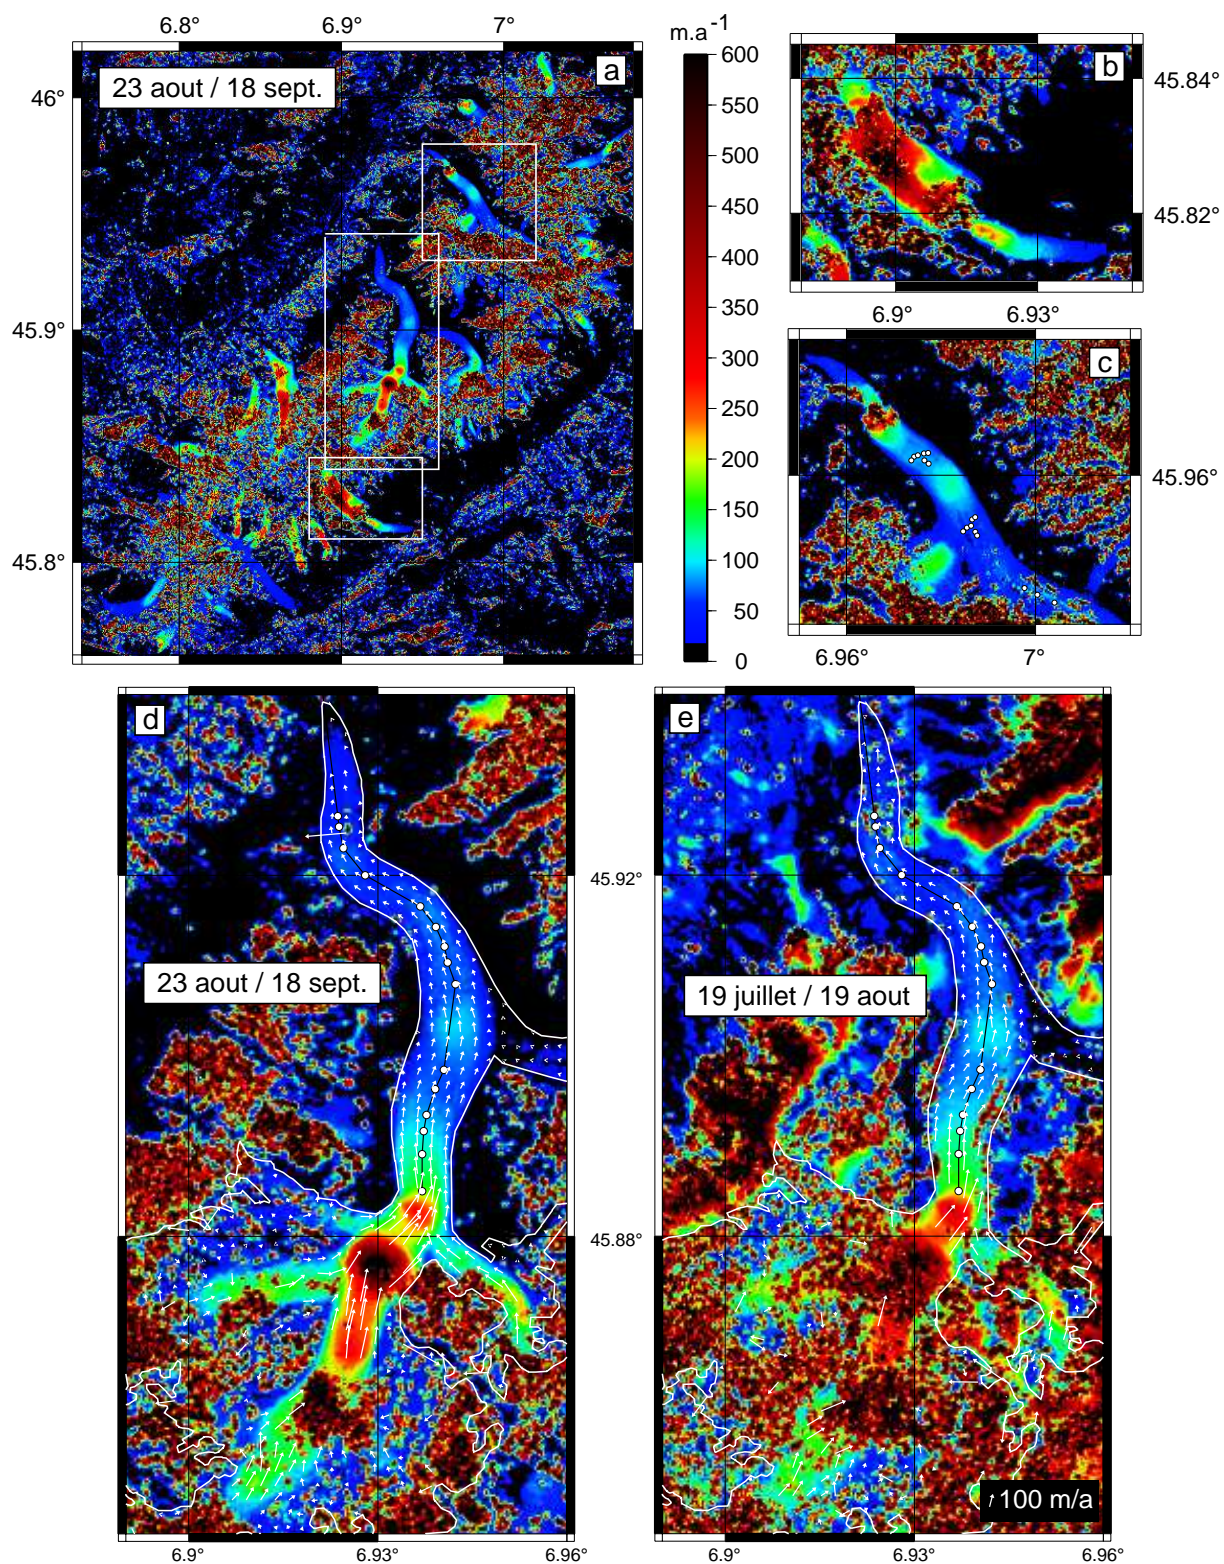 6.8° 6.9° 7°
m.a⁻¹
23 aout / 18 sept.
a
46°
45.9°
45.8°
600
550
500
450
400
350
300
250
200
150
100
50
0
b
45.84°
45.82°
6.9° 6.93°
c
45.96°
6.96° 7°
d
45.92°
23 aout / 18 sept.
45.88°
6.9° 6.93° 6.96°
e
19 juillet / 19 aout
100 m/a
6.9° 6.93° 6.96°